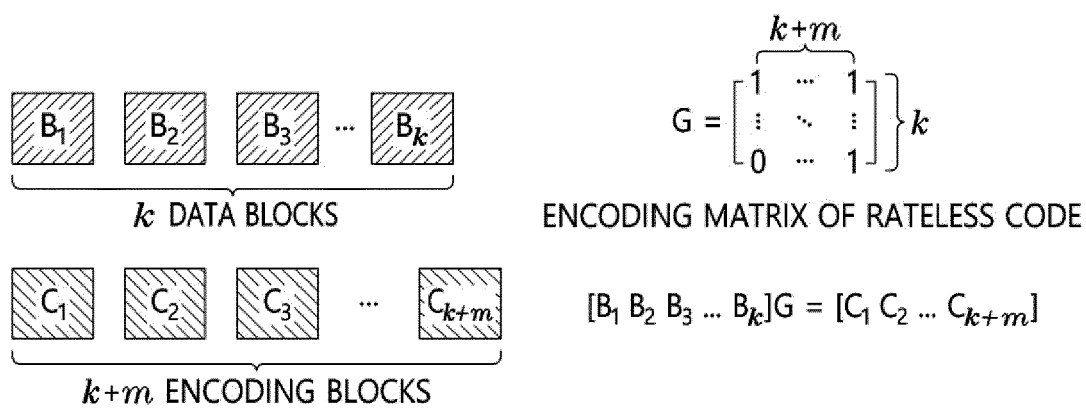 B₁ B₂ B₃ ... Bₖ
k DATA BLOCKS
C₁ C₂ C₃ ... Cₖ₊ₘ
k+m ENCODING BLOCKS
k+m
G = [1 ... 1
⋮ ⋱ ⋮
0 ... 1] k
ENCODING MATRIX OF RATELESS CODE
[B₁ B₂ B₃ ... Bₖ]G = [C₁ C₂ ... Cₖ₊ₘ]